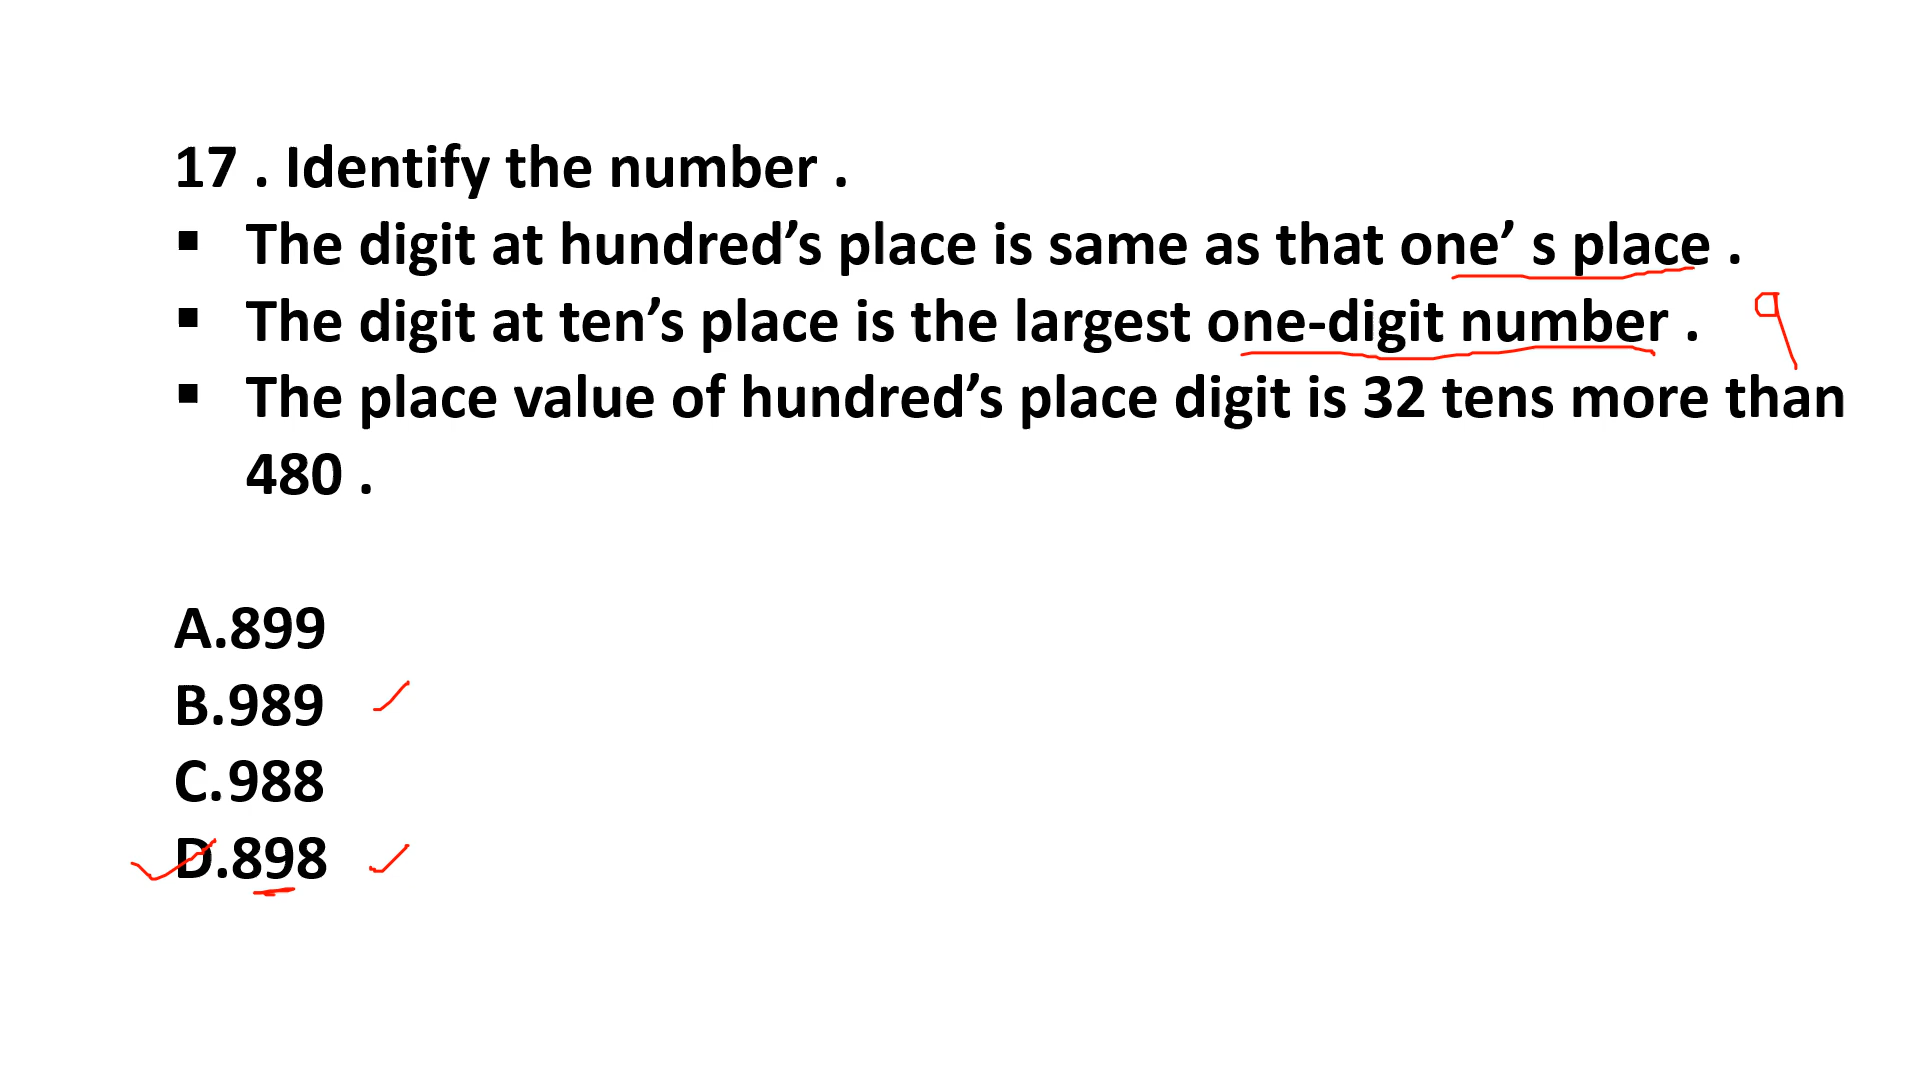 17 . Identify the number .
▪ The digit at hundred’s place is same as that one’ s place .
▪ The digit at ten’s place is the largest one-digit number . 9
▪ The place value of hundred’s place digit is 32 tens more than
480 .
A.899
B.989
C.988
D.898